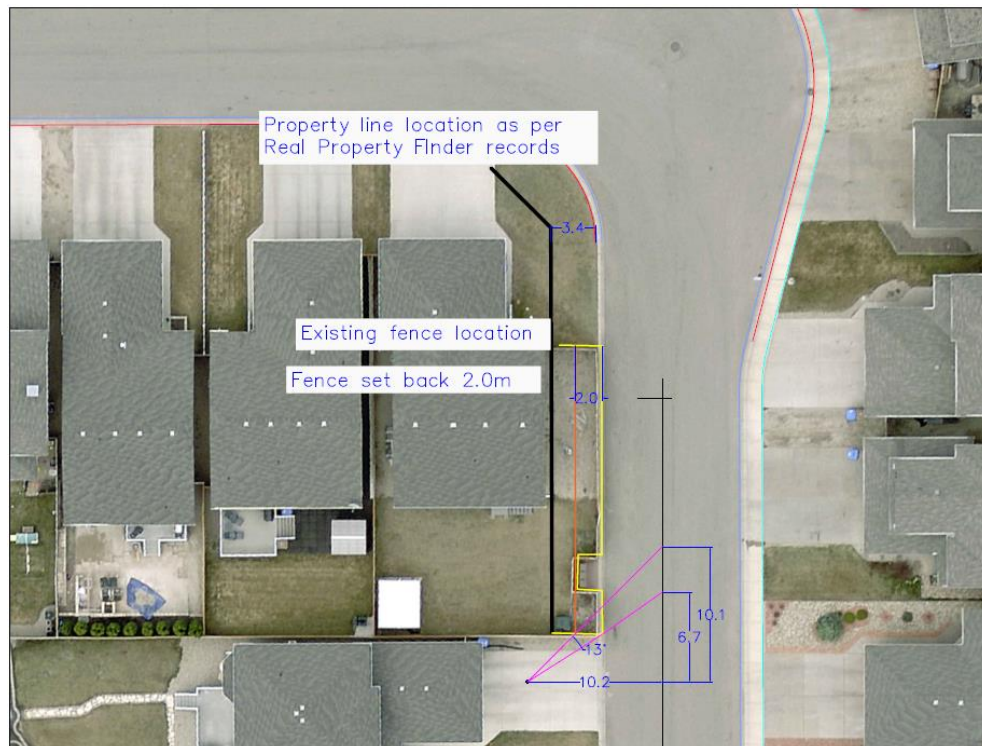 Property line location as per
Real Property FInder records
3.4
Existing fence location
Fence set back 2.0m
2.0
10.1
6.7
13°
10.2